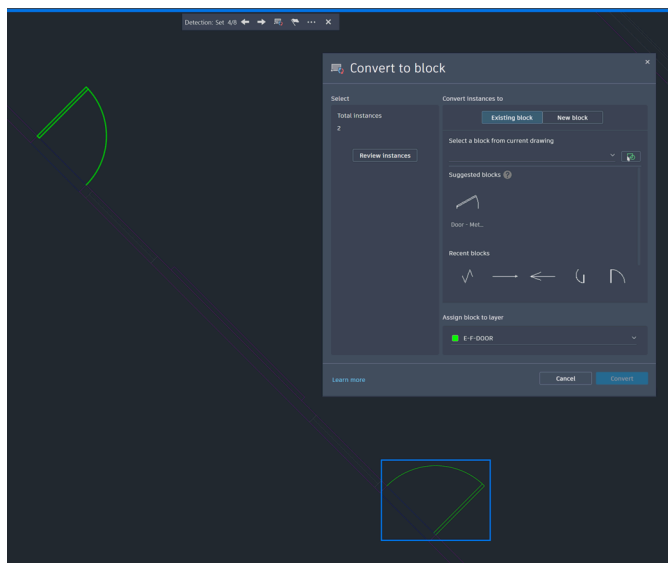 Detection: Set 4/8
Convert to block
Select
Total instances
2
Review Instances
Convert instances to
Existing block
New block
Select a block from current drawing
Suggested blocks
Door - Met...
Recent blocks
Assign block to layer
E-F-DOOR
Learn more
Cancel
Convert